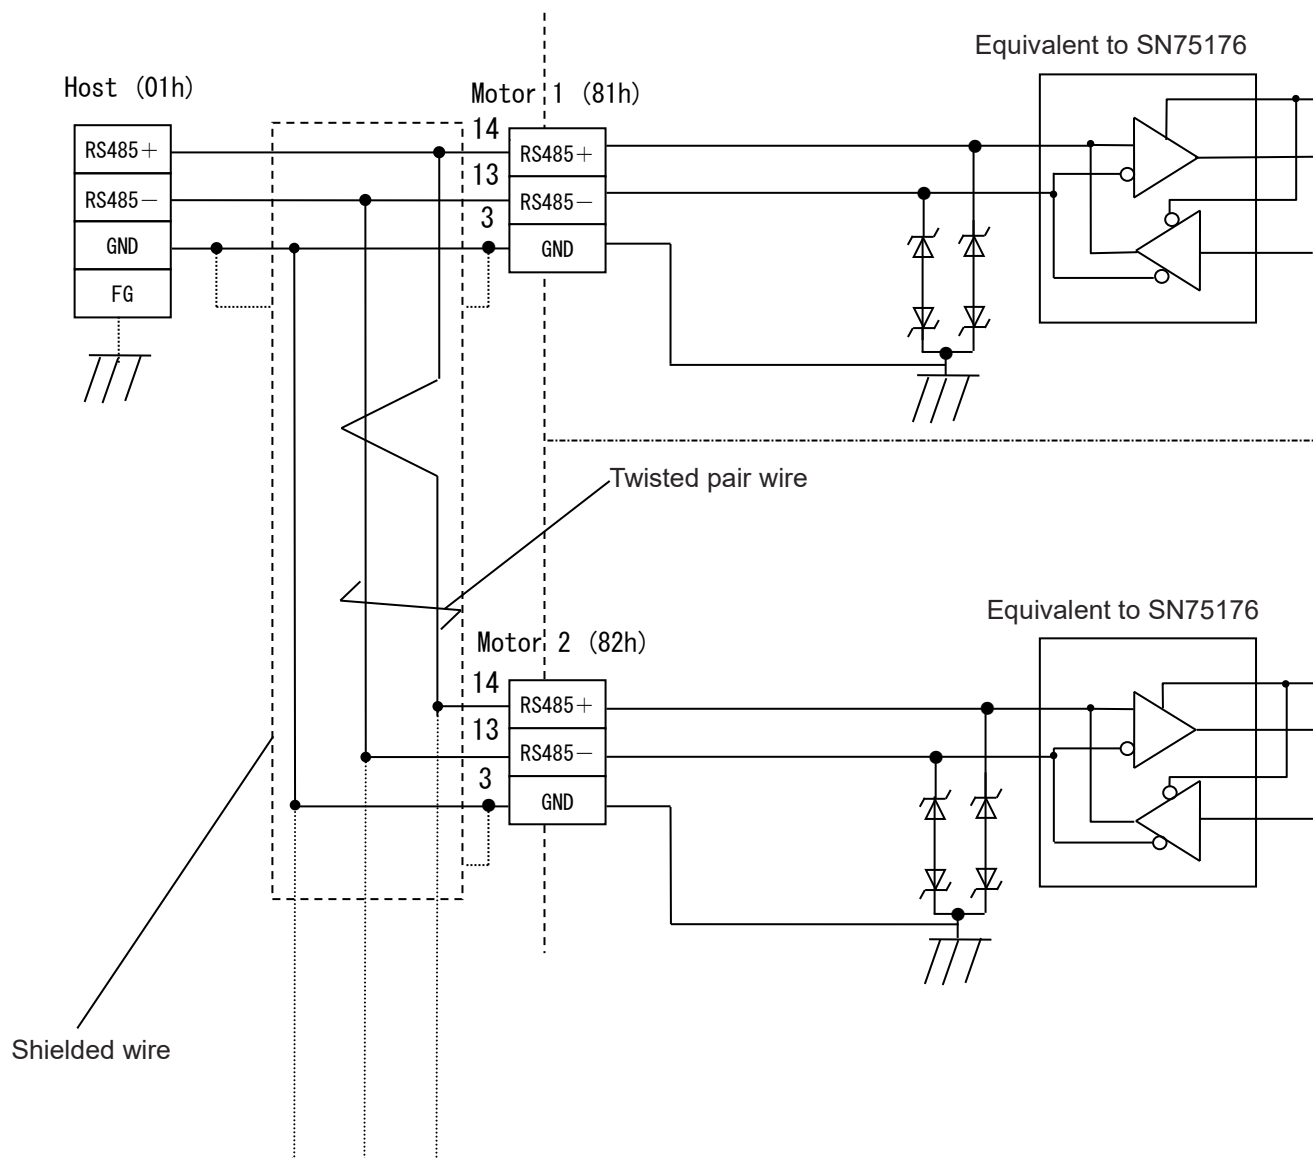 Equivalent to SN75176
Host (01h)
Motor 1 (81h)
RS485+
RS485−
GND
FG
14
13
3
RS485+
RS485−
GND
Twisted pair wire
Equivalent to SN75176
Motor 2 (82h)
14
13
3
RS485+
RS485−
GND
Shielded wire